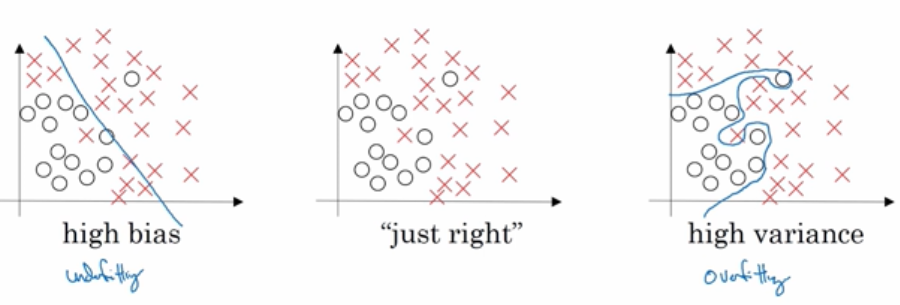 high bias
"just right"
high variance
underfitting
overfitting